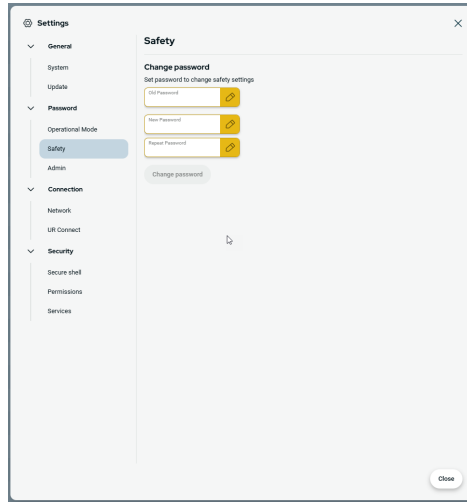 Settings
General
System
Update
Password
Operational Mode
Safety
Admin
Connection
Network
UR Connect
Security
Secure shell
Permissions
Services
Safety
Change password
Set password to change safety settings
Old Password
New Password
Repeat Password
Change password
Close